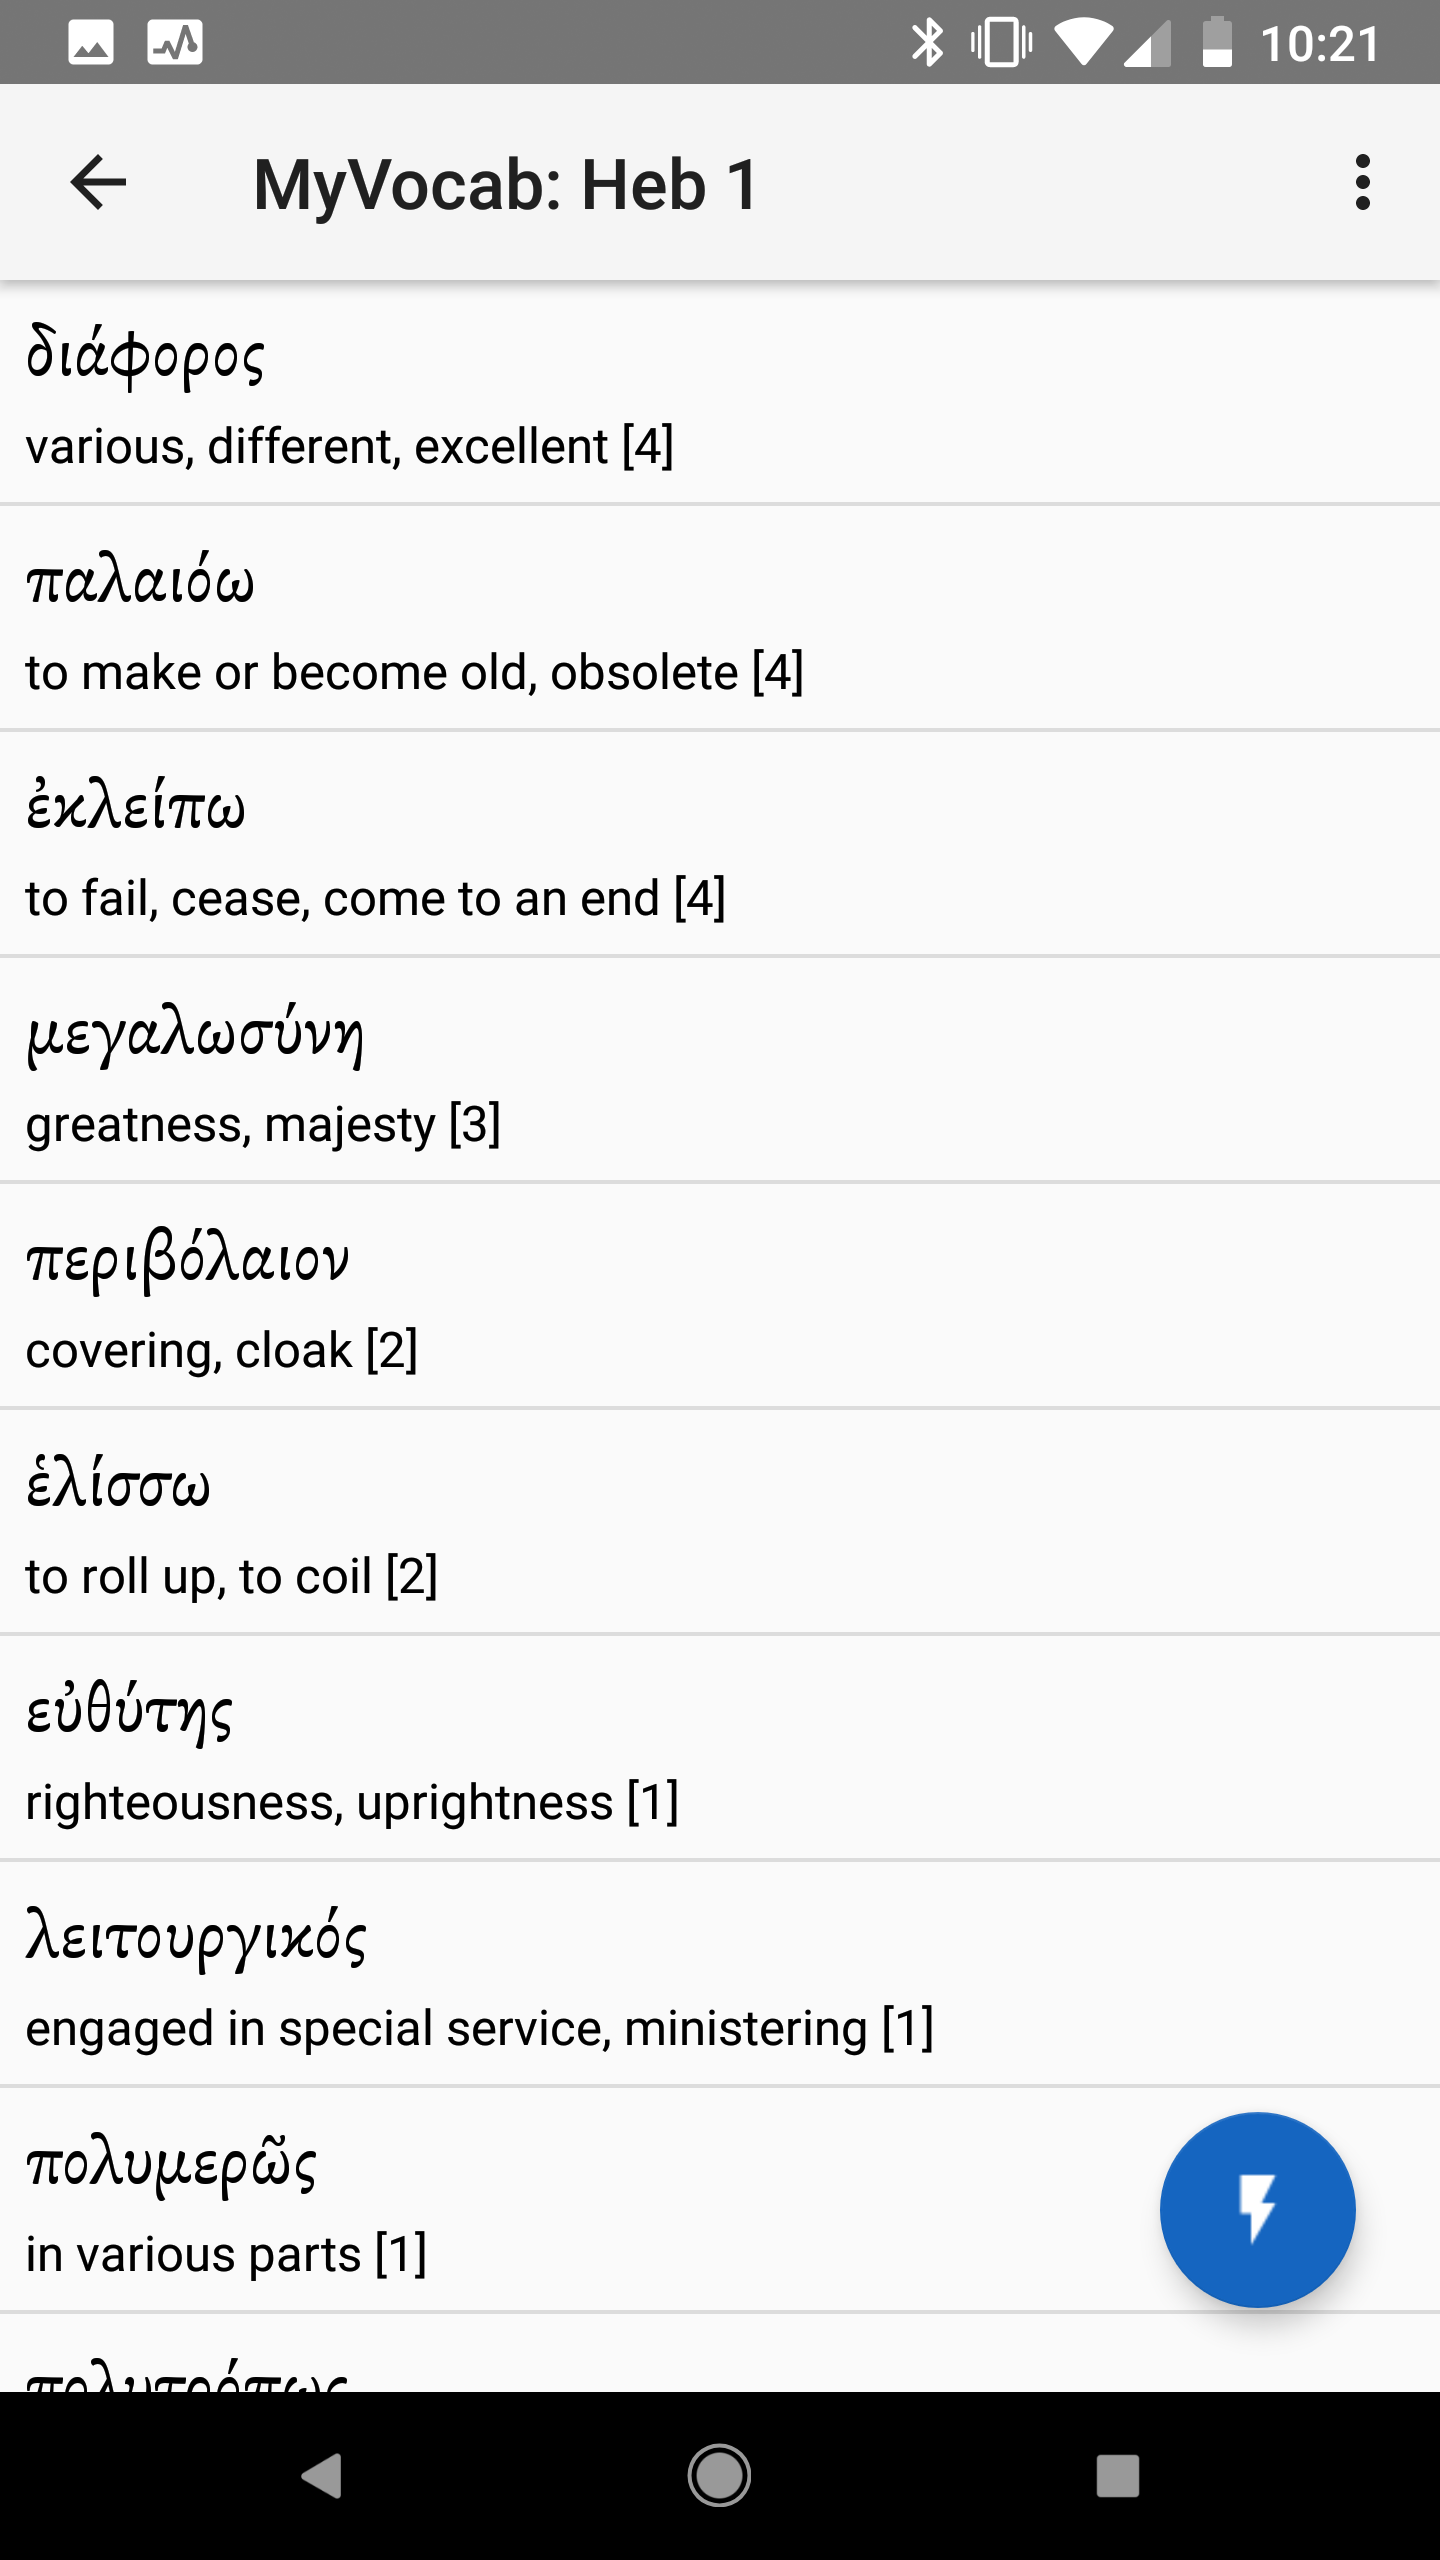 10:21
MyVocab: Heb 1
διάφορος
various, different, excellent [4]
παλαιόω
to make or become old, obsolete [4]
ἐκλείπω
to fail, cease, come to an end [4]
μεγαλωσύνη
greatness, majesty [3]
περιβόλαιον
covering, cloak [2]
ἑλίσσω
to roll up, to coil [2]
εὐθύτης
righteousness, uprightness [1]
λειτουργικός
engaged in special service, ministering [1]
πολυμερῶς
in various parts [1]
πολυτρόπως